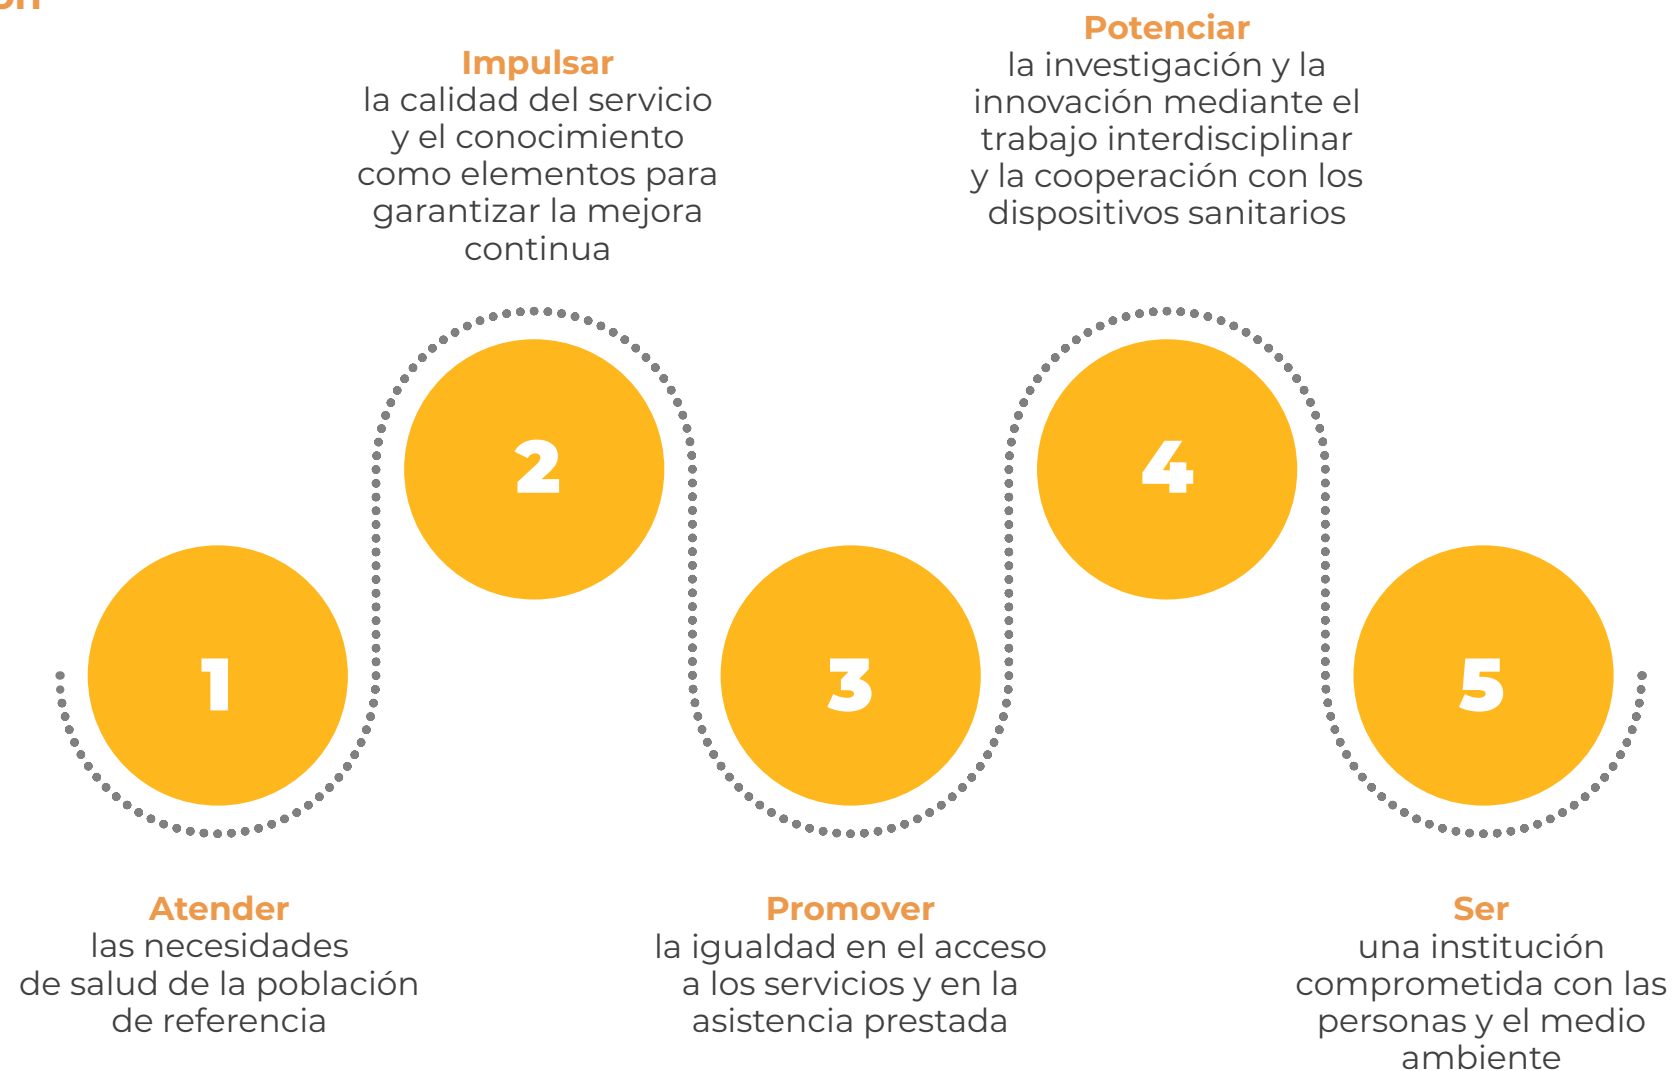 Impulsar
la calidad del servicio
y el conocimiento
como elementos para
garantizar la mejora
continua
Potenciar
la investigación y la
innovación mediante el
trabajo interdisciplinar
y la cooperación con los
dispositivos sanitarios
2
4
1
3
5
Atender
las necesidades
de salud de la población
de referencia
Promover
la igualdad en el acceso
a los servicios y en la
asistencia prestada
Ser
una institución
comprometida con las
personas y el medio
ambiente